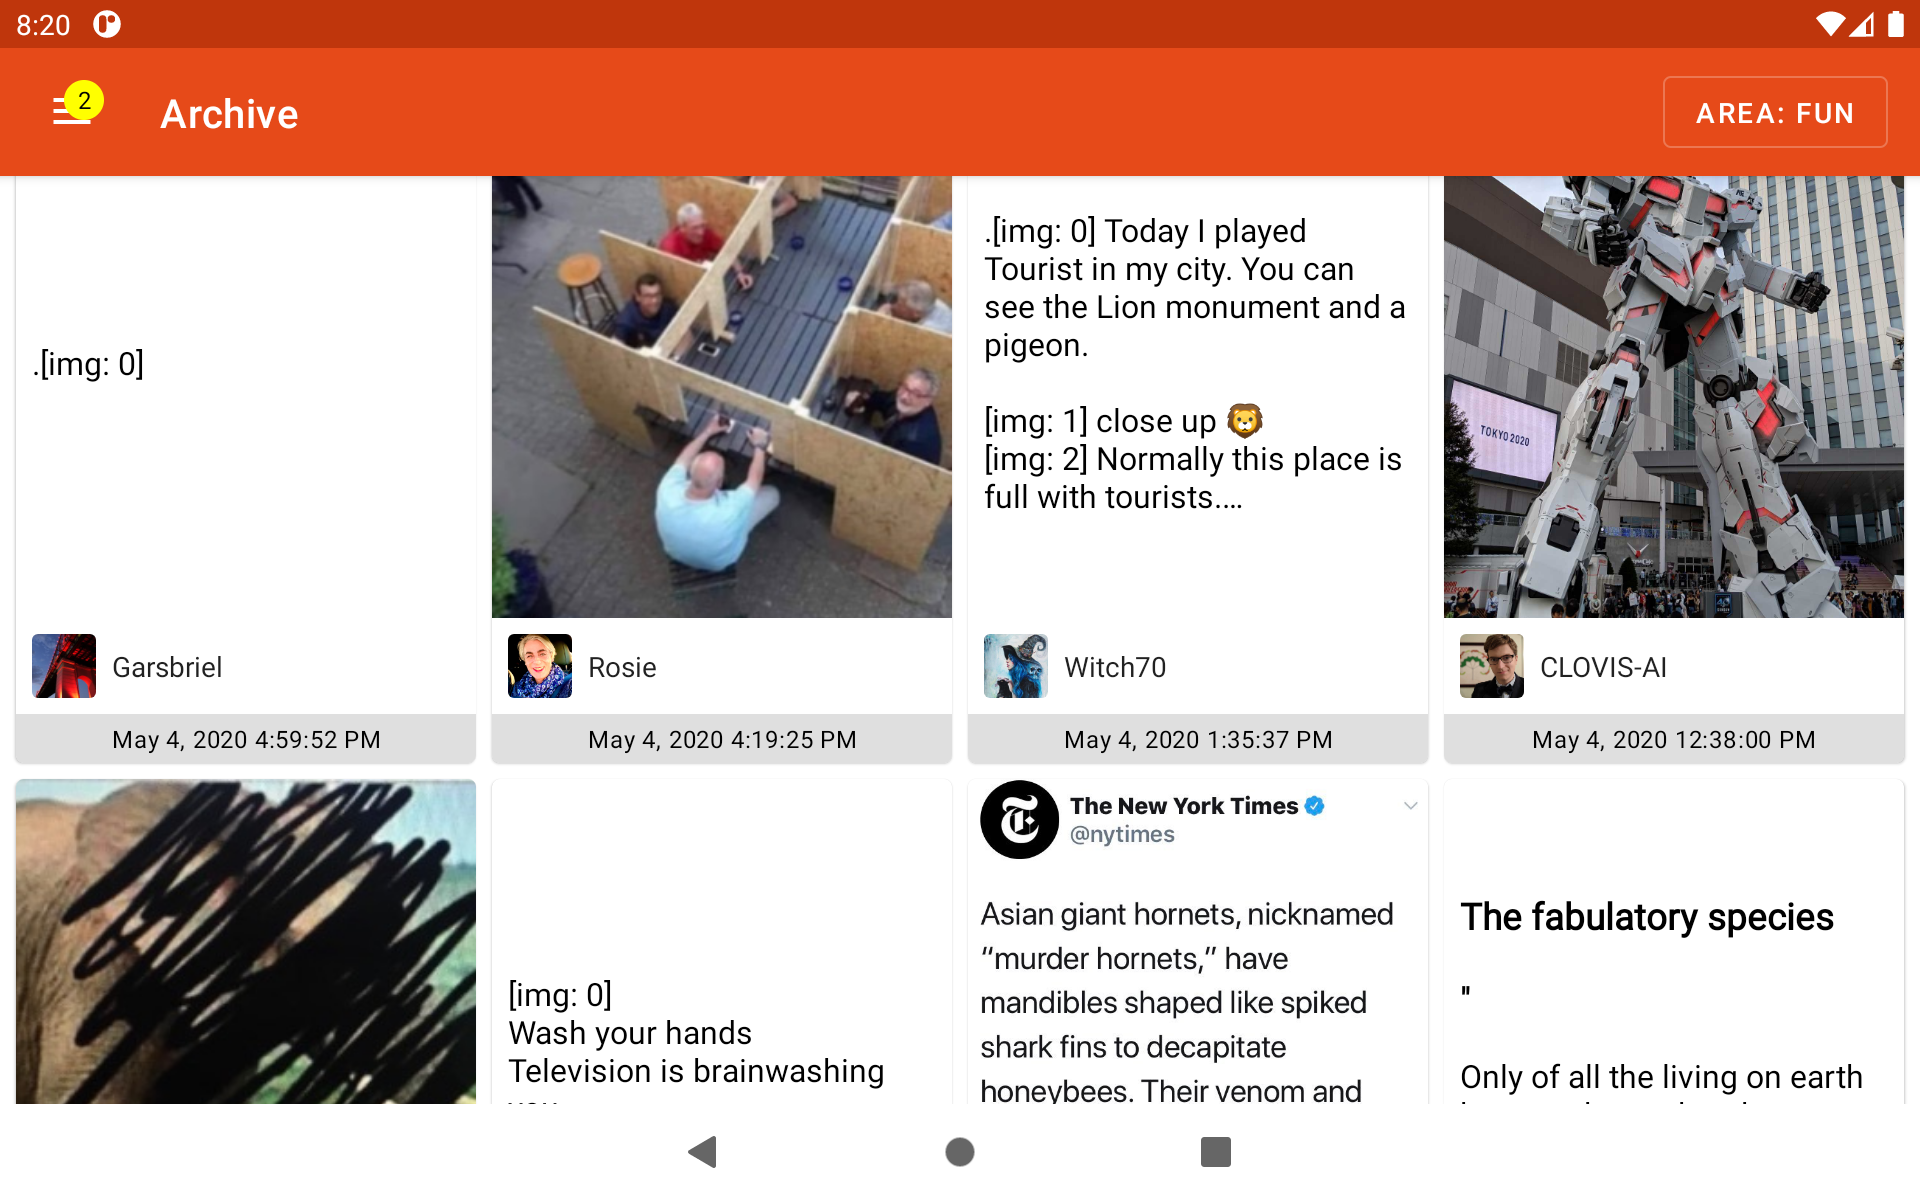 8:20
2
Archive
AREA: FUN
.[img: 0]
Garsbriel
May 4, 2020 4:59:52 PM
Rosie
May 4, 2020 4:19:25 PM
.[img: 0] Today I played
Tourist in my city. You can
see the Lion monument and a
pigeon.
[img: 1] close up 🦁
[img: 2] Normally this place is
full with tourists....
Witch70
May 4, 2020 1:35:37 PM
TOKYO 2020
CLOVIS-AI
May 4, 2020 12:38:00 PM
[img: 0]
Wash your hands
Television is brainwashing
The New York Times
@nytimes
Asian giant hornets, nicknamed
“murder hornets,” have
mandibles shaped like spiked
shark fins to decapitate
honeybees. Their venom and
The fabulatory species
"
Only of all the living on earth